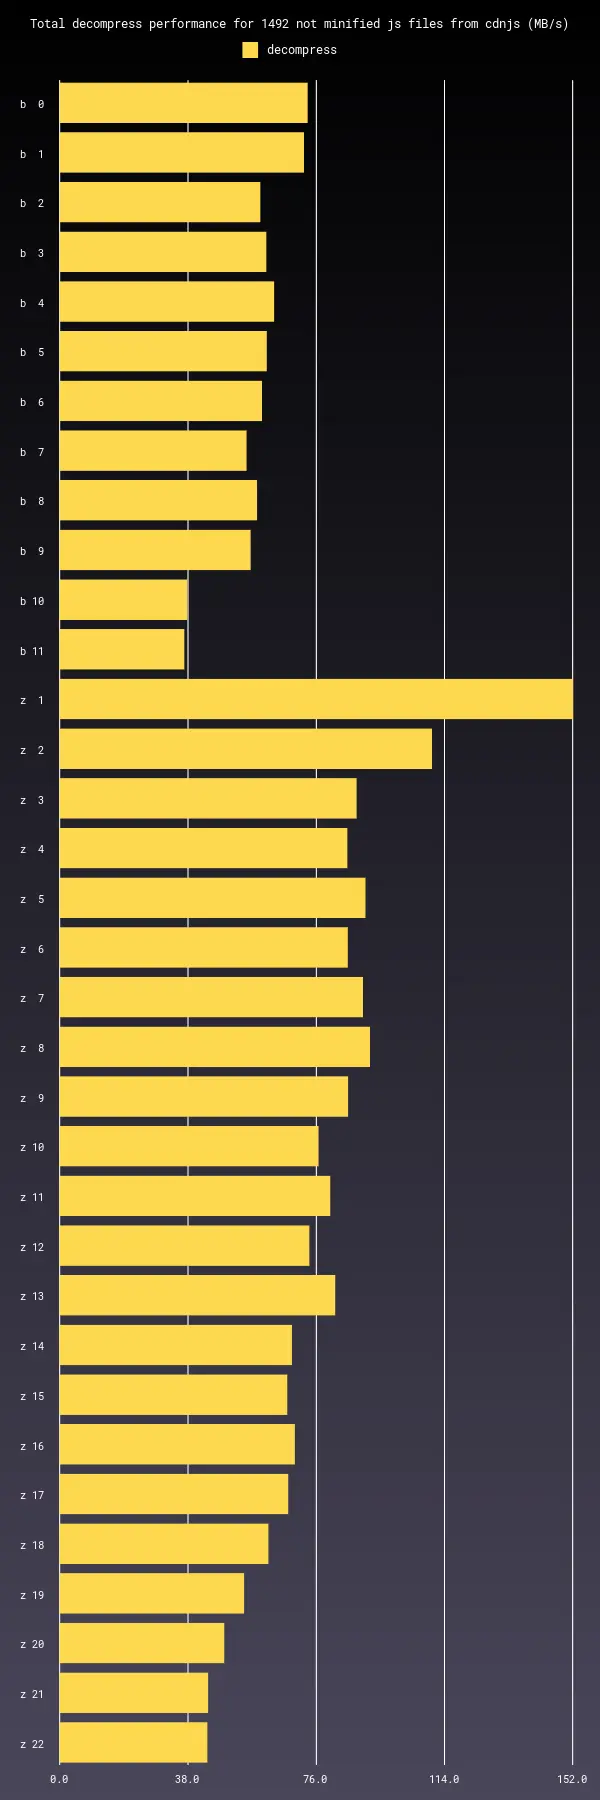 Total decompress performance for 1492 not minified js files from cdnjs (MB/s)
decompress
b 0
b 1
b 2
b 3
b 4
b 5
b 6
b 7
b 8
b 9
b 10
b 11
z 1
z 2
z 3
z 4
z 5
z 6
z 7
z 8
z 9
z 10
z 11
z 12
z 13
z 14
z 15
z 16
z 17
z 18
z 19
z 20
z 21
z 22
0.0 38.0 76.0 114.0 152.0